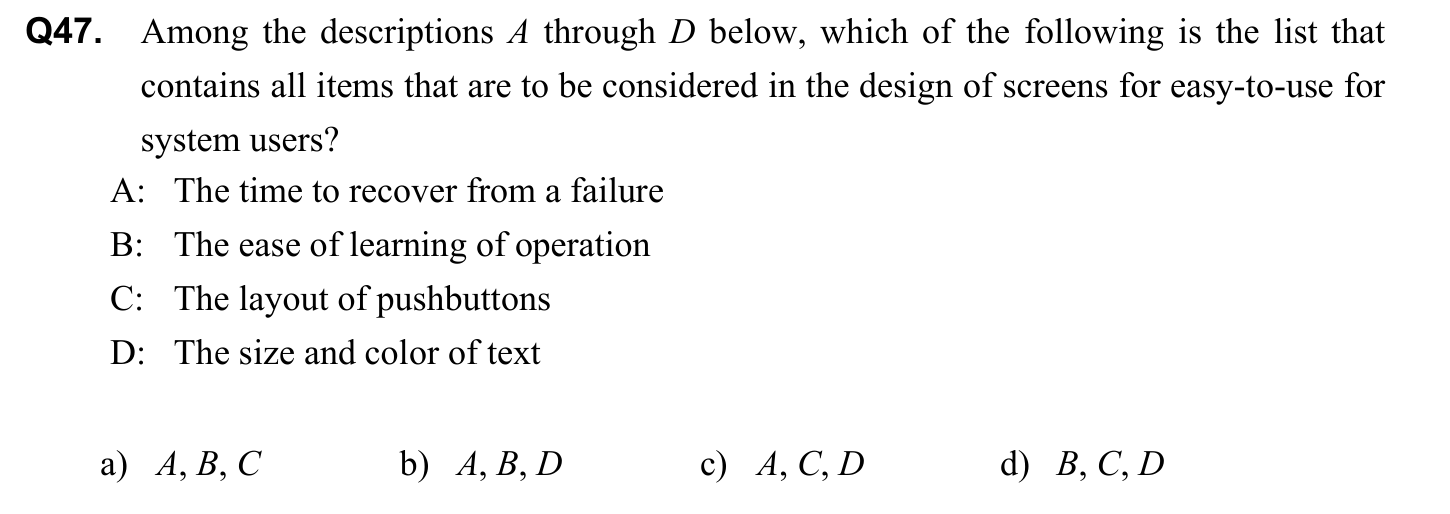 Q47. Among the descriptions A through D below, which of the following is the list that
contains all items that are to be considered in the design of screens for easy-to-use for
system users?
A: The time to recover from a failure
B: The ease of learning of operation
C: The layout of pushbuttons
D: The size and color of text
a) A, B, C b) A, B, D c) A, C, D d) B, C, D